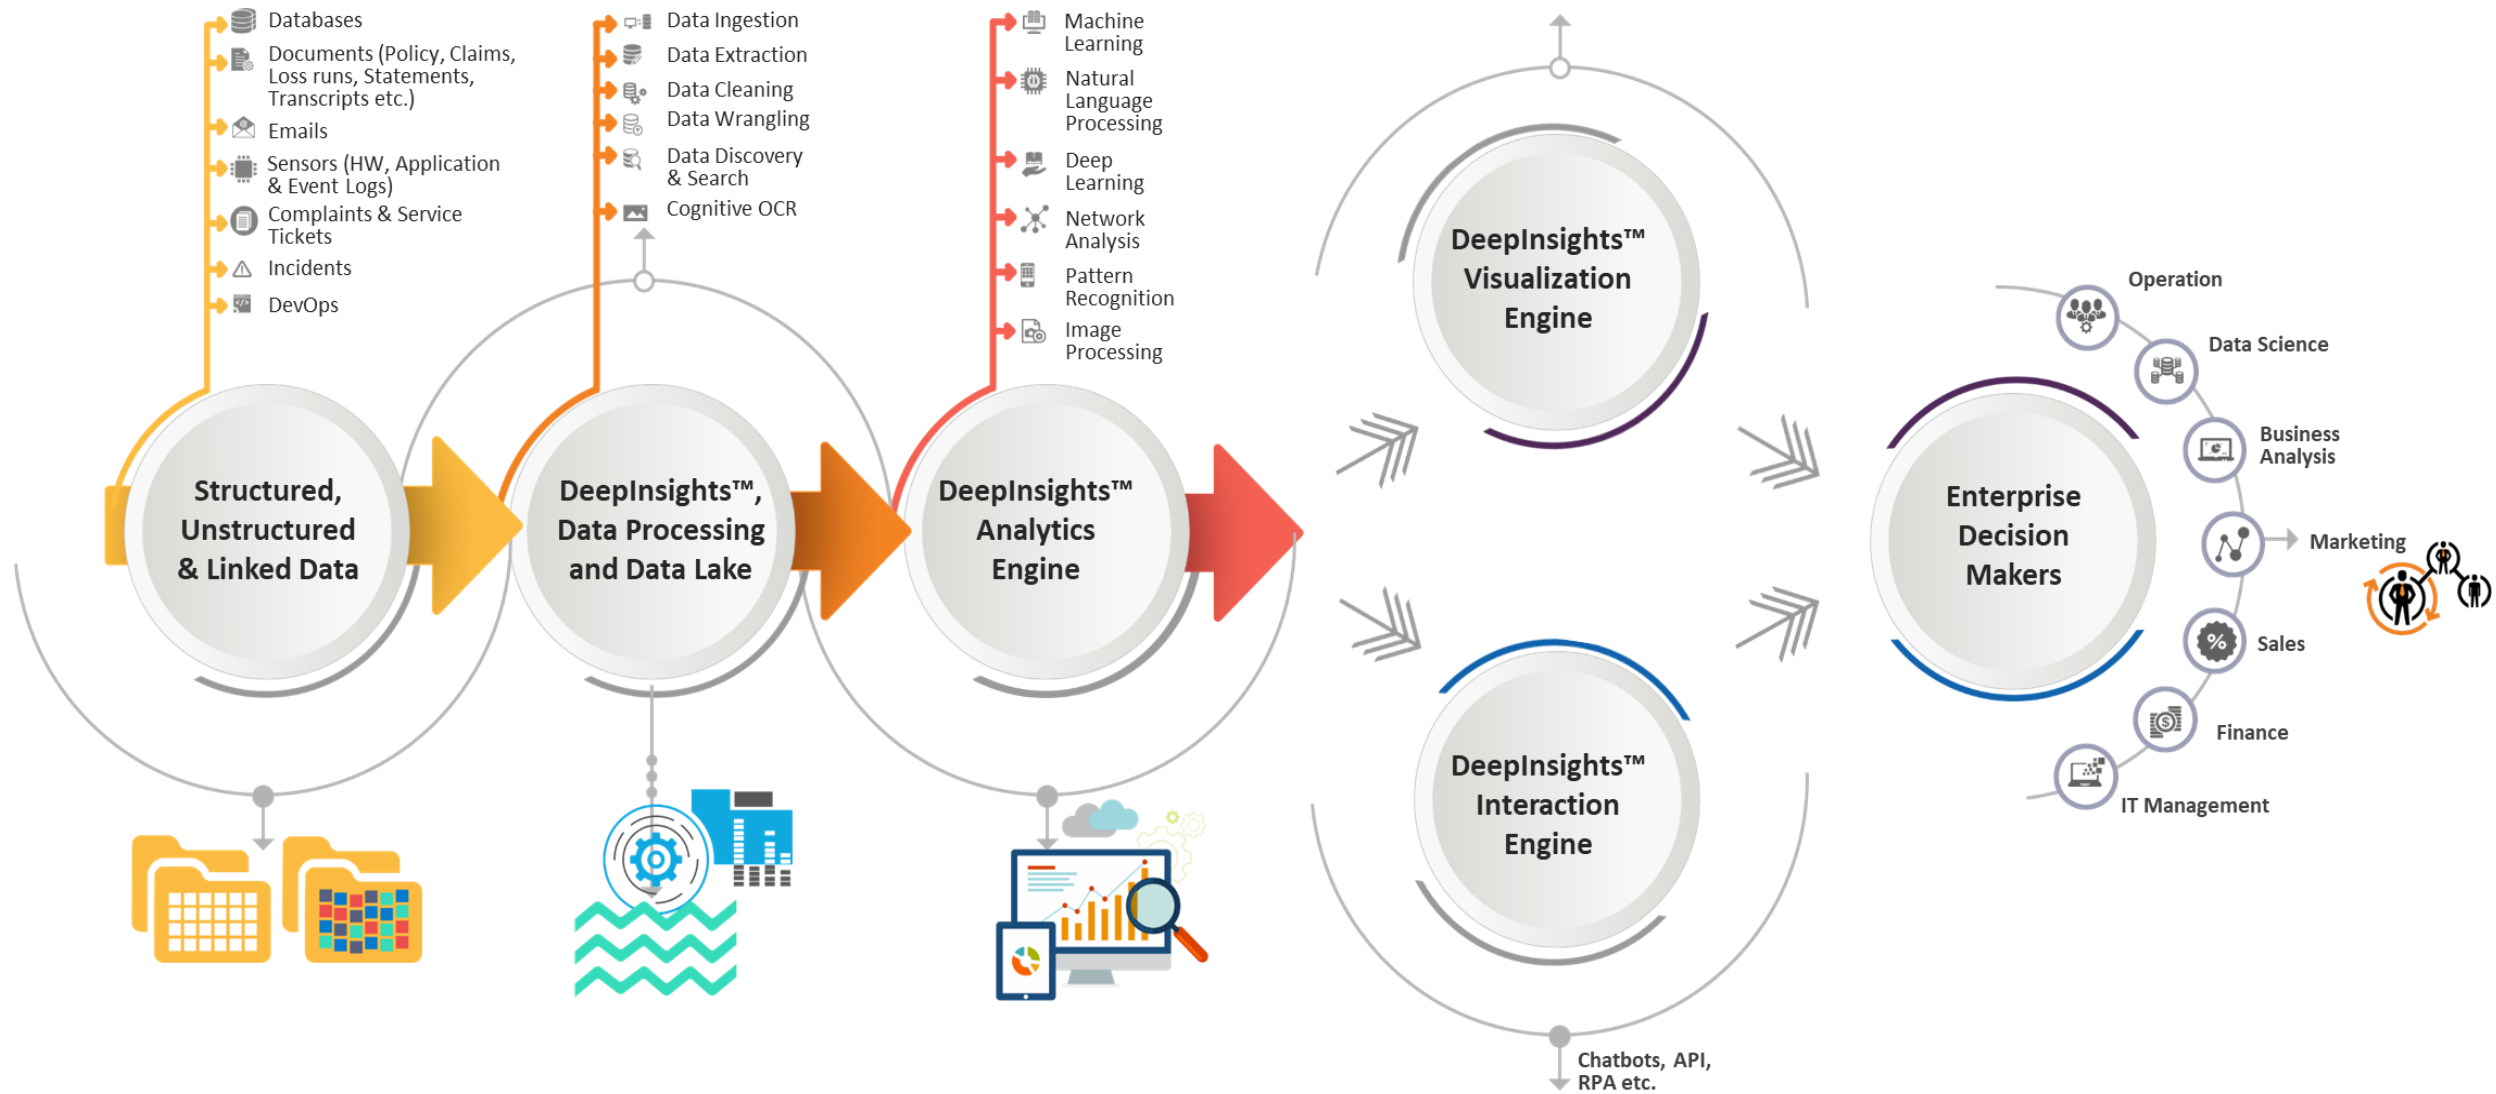 Databases
Documents (Policy, Claims,
Loss runs, Statements,
Transcripts etc.)
Emails
Sensors (HW, Application
& Event Logs)
Complaints & Service
Tickets
Incidents
DevOps
Structured,
Unstructured
& Linked Data
Data Ingestion
Data Extraction
Data Cleaning
Data Wrangling
Data Discovery
& Search
Cognitive OCR
DeepInsights™,
Data Processing
and Data Lake
Machine
Learning
Natural
Language
Processing
Deep
Learning
Network
Analysis
Pattern
Recognition
Image
Processing
DeepInsights™
Analytics
Engine
DeepInsights™
Visualization
Engine
DeepInsights™
Interaction
Engine
Chatbots, API,
RPA etc.
Enterprise
Decision
Makers
Operation
Data Science
Business
Analysis
Marketing
Sales
Finance
IT Management